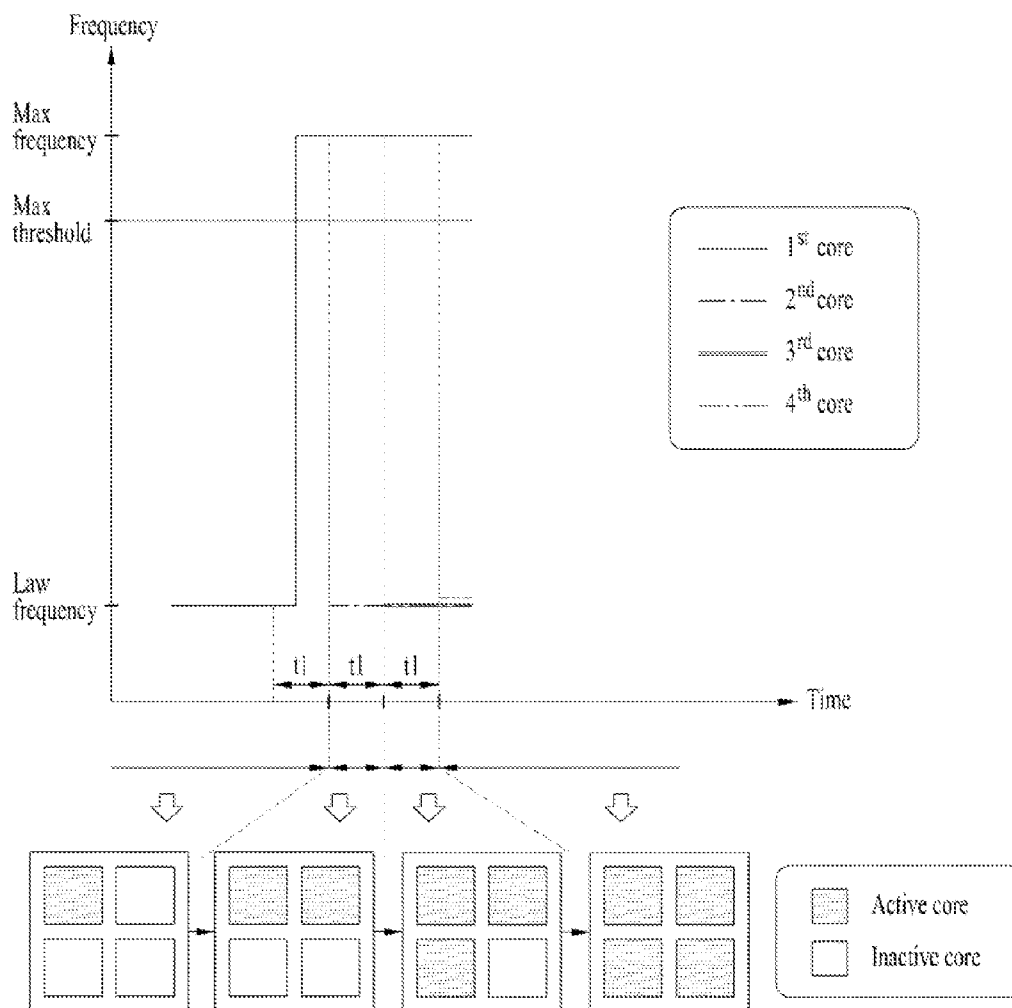 Frequency
Max
frequency
Max
threshold
Law
frequency
1st core
2nd core
3rd core
4th core
t1 t1 t1
Time
Active core
Inactive core